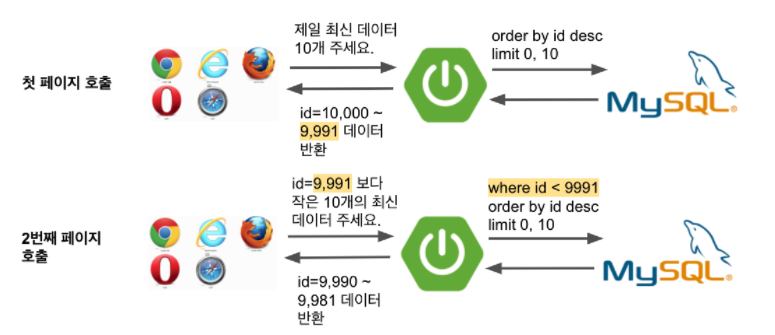 첫 페이지 호출
제일 최신 데이터
10개 주세요.
id=10,000 ~
9,991 데이터
반환
order by id desc
limit 0, 10
MySQL®
2번째 페이지
호출
id=9,991 보다
작은 10개의 최신
데이터 주세요.
id=9,990 ~
9,981 데이터
반환
where id < 9991
order by id desc
limit 0, 10
MySQL®